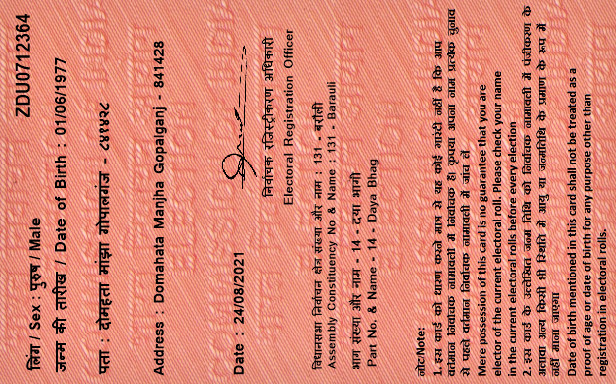 ZDU0712364
लिंग / Sex : पुरुष / Male
जन्म की तारीख / Date of Birth : 01/06/1977
पता : दोमहता मांझा गोपालगंज - ८४१४२८
Address : Domahata Manjha Gopalganj - 841428
Date : 24/08/2021
निर्वाचक रजिस्ट्रीकरण अधिकारी
Electoral Registration Officer
विधानसभा निर्वाचन क्षेत्र संख्या और नाम : 131 - बरौली
Assembly Constituency No & Name : 131 - Barauli
भाग संख्या और नाम - 14 - दया भागी
Part No. & Name - 14 - Daya Bhag
नोट/Note:
1. इस कार्ड को धारण करने मात्र से यह कोई गारंटी नहीं है कि आप
वर्तमान निर्वाचक नामावली में निर्वाचक हैं। कृपया अपना नाम प्रत्येक चुनाव
से पहले वर्तमान निर्वाचक नामावली में जांच लें
Mere possession of this card is no guarantee that you are
elector of the current electoral roll. Please check your name
in the current electoral rolls before every election
2. इस कार्ड के उल्लेखित जन्म तिथि को निर्वाचक नामावली में पंजीकरण के
अलावा अन्य किसी भी स्थिति में आयु या जन्मतिथि के प्रमाण के रूप में
नहीं माना जाएगा
Date of birth mentioned in this card shall not be treated as a
proof of age or date of birth for any purpose other than
registration in electoral rolls.